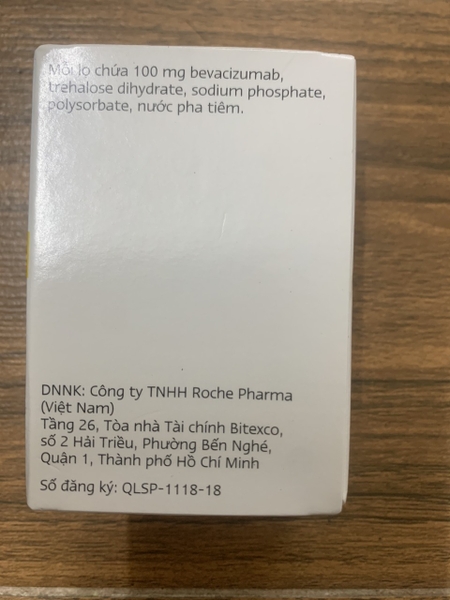 Mỗi lọ chứa 100 mg bevacizumab,
trehalose dihydrate, sodium phosphate,
polysorbate, nước pha tiêm.
DNNK: Công ty TNHH Roche Pharma
(Việt Nam)
Tầng 26, Tòa nhà Tài chính Bitexco,
số 2 Hải Triều, Phường Bến Nghé,
Quận 1, Thành phố Hồ Chí Minh
Số đăng ký: QLSP-1118-18